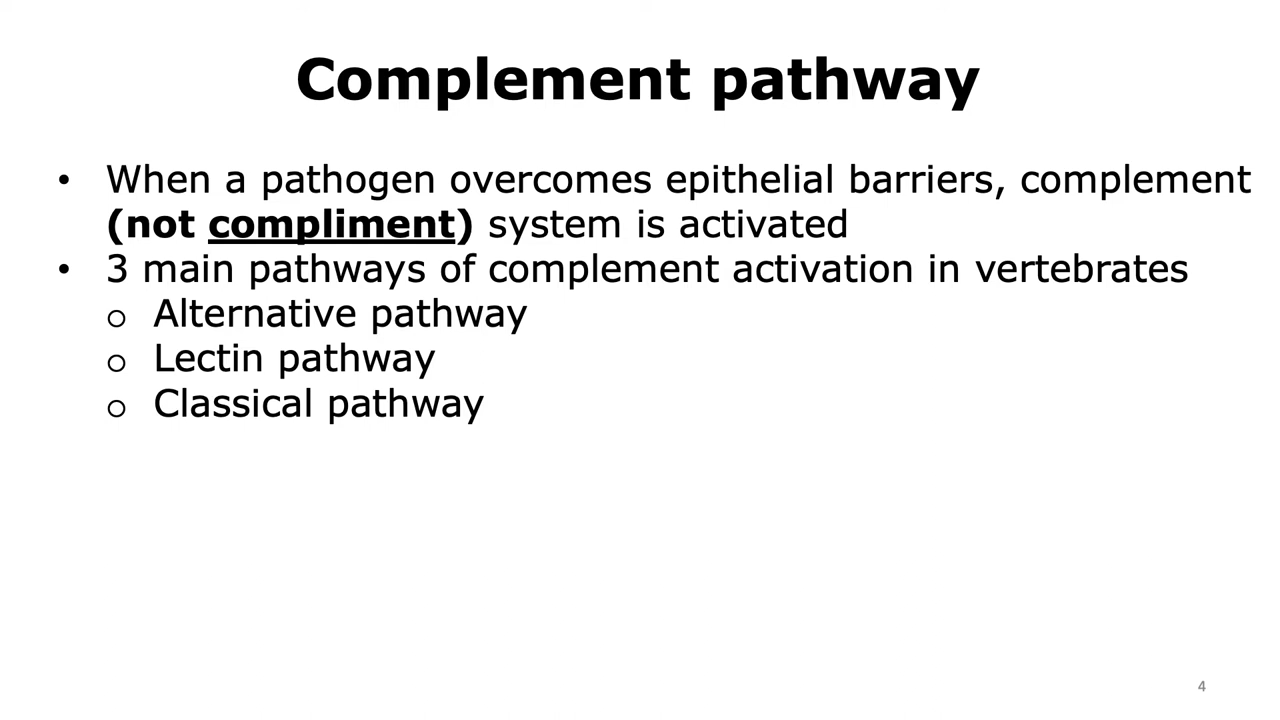 Complement pathway
• When a pathogen overcomes epithelial barriers, complement
(not compliment) system is activated
• 3 main pathways of complement activation in vertebrates
o Alternative pathway
o Lectin pathway
o Classical pathway
4